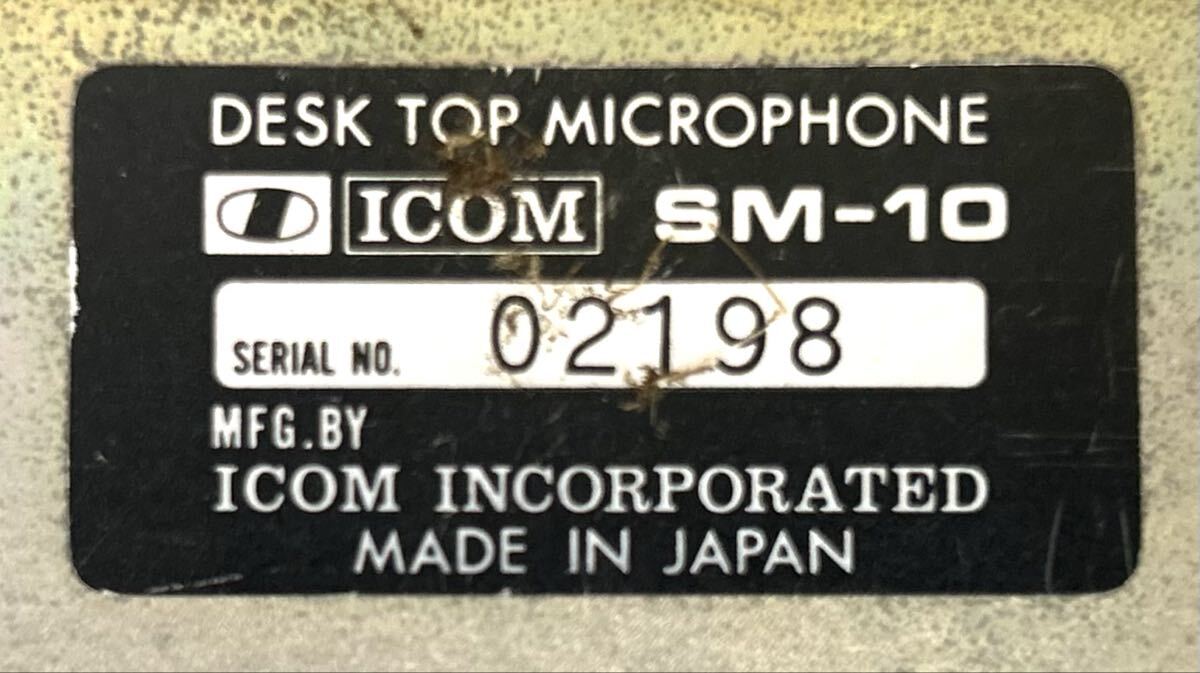 DESK TOP MICROPHONE
ICOM SM-10
SERIAL NO. 02198
MFG.BY
ICOM INCORPORATED
MADE IN JAPAN